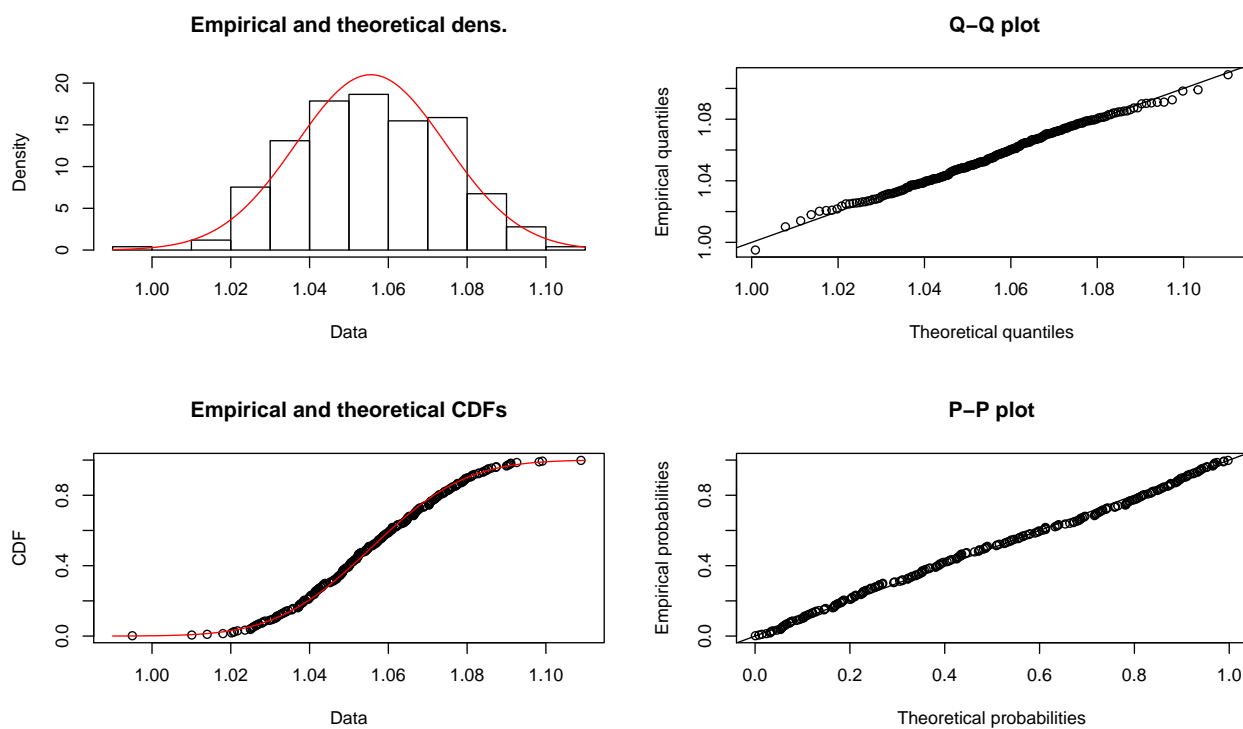 Empirical and theoretical dens.
Density
0 5 10 15 20
1.00 1.02 1.04 1.06 1.08 1.10
Data
Q−Q plot
Empirical quantiles
1.00 1.04 1.08
1.00 1.02 1.04 1.06 1.08 1.10
Theoretical quantiles
Empirical and theoretical CDFs
CDF
0.0 0.4 0.8
1.00 1.02 1.04 1.06 1.08 1.10
Data
P−P plot
Empirical probabilities
0.0 0.4 0.8
0.0 0.2 0.4 0.6 0.8 1.0
Theoretical probabilities